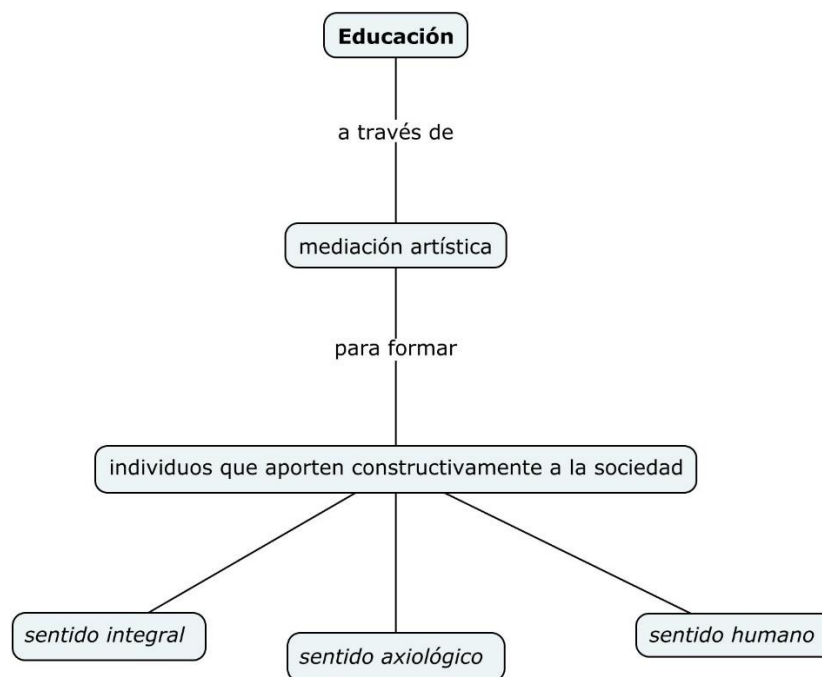 Educación
a través de
mediación artística
para formar
individuos que aporten constructivamente a la sociedad
sentido integral
sentido axiológico
sentido humano